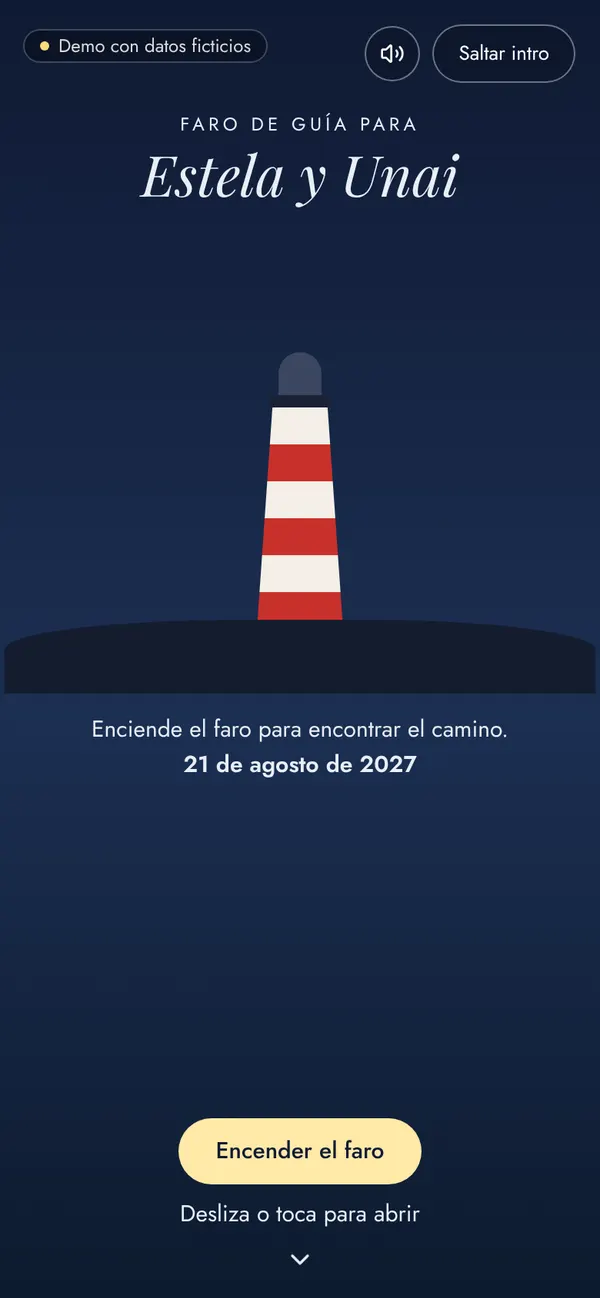 Demo con datos ficticios
Saltar intro
FARO DE GUÍA PARA
Estela y Unai
Enciende el faro para encontrar el camino.
21 de agosto de 2027
Encender el faro
Desliza o toca para abrir